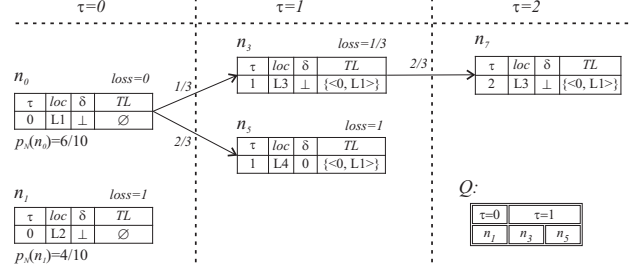 τ=0 τ=1 τ=2
n₃ loss=1/3
n₇
τ loc δ TL
1 L3 ⊥ {<0, L1>}
2/3
τ loc δ TL
2 L3 ⊥ {<0, L1>}
n₀ loss=0
τ loc δ TL
0 L1 ⊥ ∅
pN(n₀)=6/10
1/3
2/3
n₅ loss=1
τ loc δ TL
1 L4 0 {<0, L1>}
n₁ loss=1
τ loc δ TL
0 L2 ⊥ ∅
pN(n₁)=4/10
Q:
τ=0 τ=1
n₁ n₃ n₅